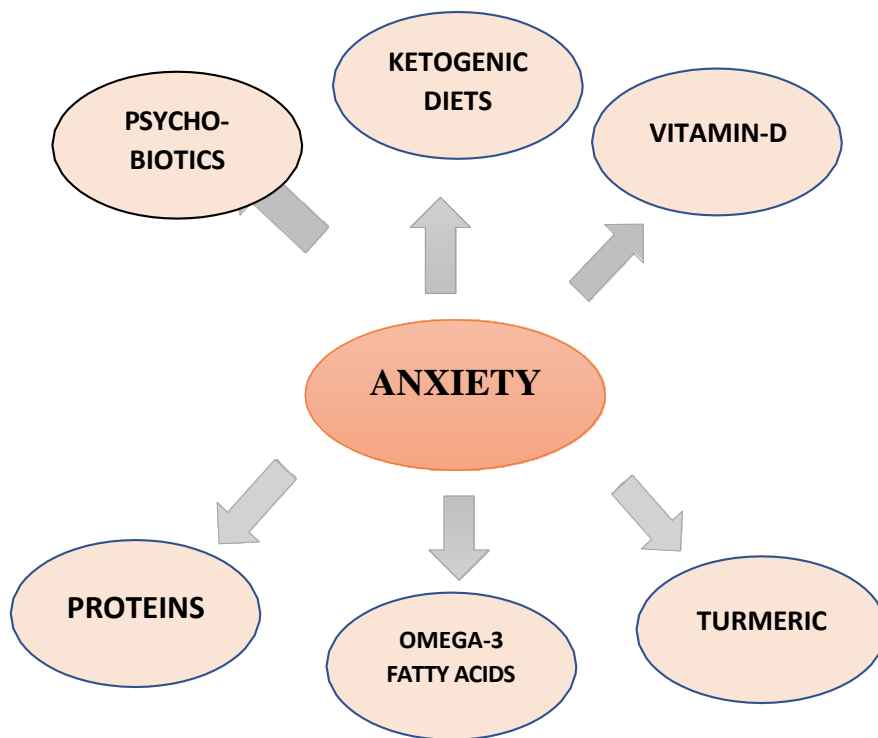 KETOGENIC
DIETS
PSYCHO-
BIOTICS
VITAMIN-D
ANXIETY
PROTEINS
OMEGA-3
FATTY ACIDS
TURMERIC